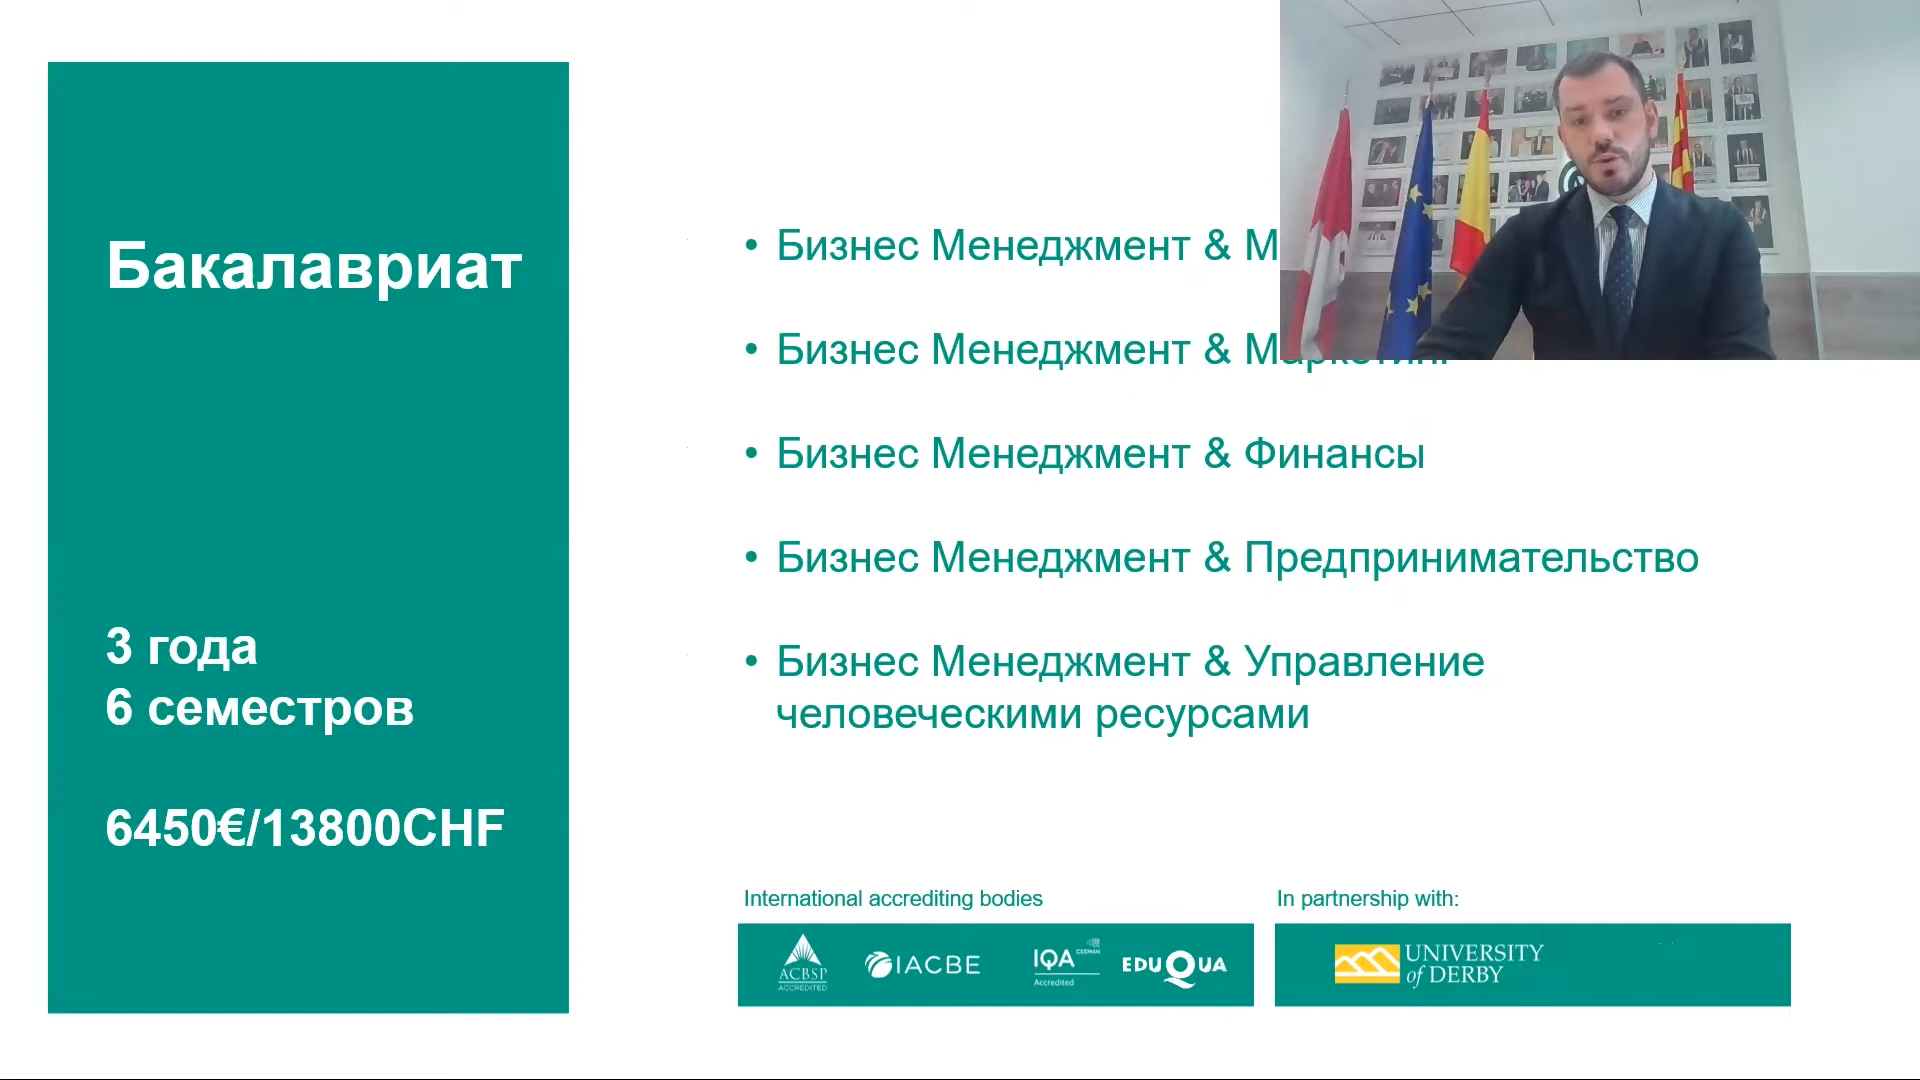 Бакалавриат
3 года
6 семестров
6450€/13800CHF
• Бизнес Менеджмент &
• Бизнес Менеджмент & Маркетинг
• Бизнес Менеджмент & Финансы
• Бизнес Менеджмент & Предпринимательство
• Бизнес Менеджмент & Управление
человеческими ресурсами
International accrediting bodies
ACBSP
ACCREDITED
IACBE
IQA CEEMAN
Accredited
EDUQUA
In partnership with:
UNIVERSITY
of DERBY